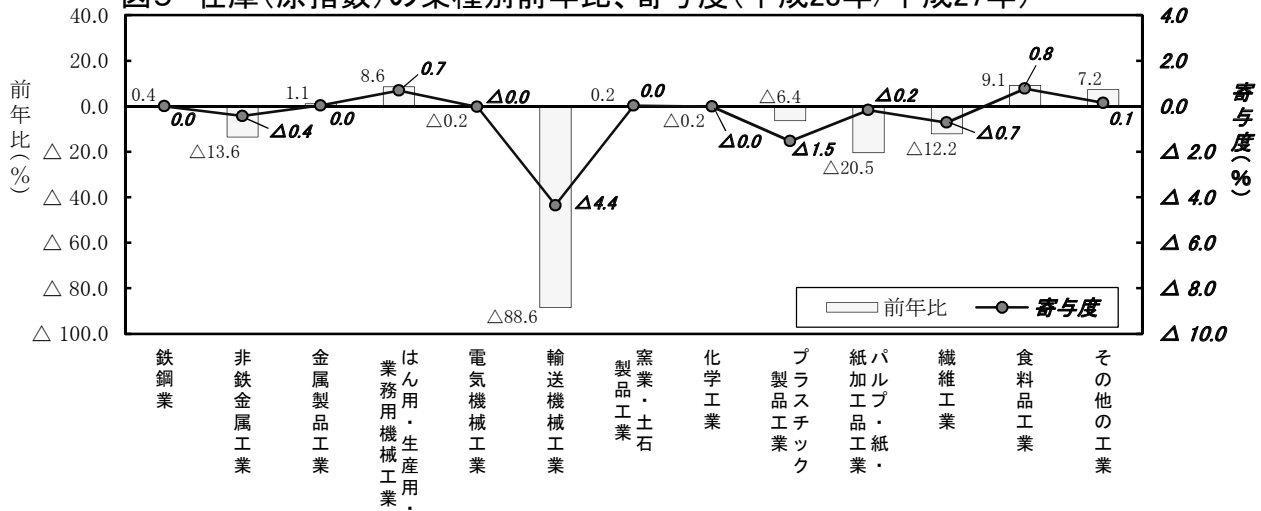 40.0
20.0
0.0
△ 20.0
△ 40.0
△ 60.0
△ 80.0
△ 100.0
前年比(%)
4.0
2.0
0.0
△ 2.0
△ 4.0
△ 6.0
△ 8.0
△ 10.0
寄与度(%)
0.4
△13.6
1.1
8.6
△0.2
△88.6
0.2
△0.2
△6.4
△20.5
△12.2
9.1
7.2
0.0
△0.4
0.0
0.7
△0.0
△4.4
0.0
△0.0
△1.5
△0.2
△0.7
0.8
0.1
前年比
寄与度
鉄鋼業
非鉄金属工業
金属製品工業
はん用・生産用・
業務用機械工業
電気機械工業
輸送機械工業
窯業・土石
製品工業
化学工業
プラスチック
製品工業
パルプ・紙・
紙加工品工業
繊維工業
食料品工業
その他の工業